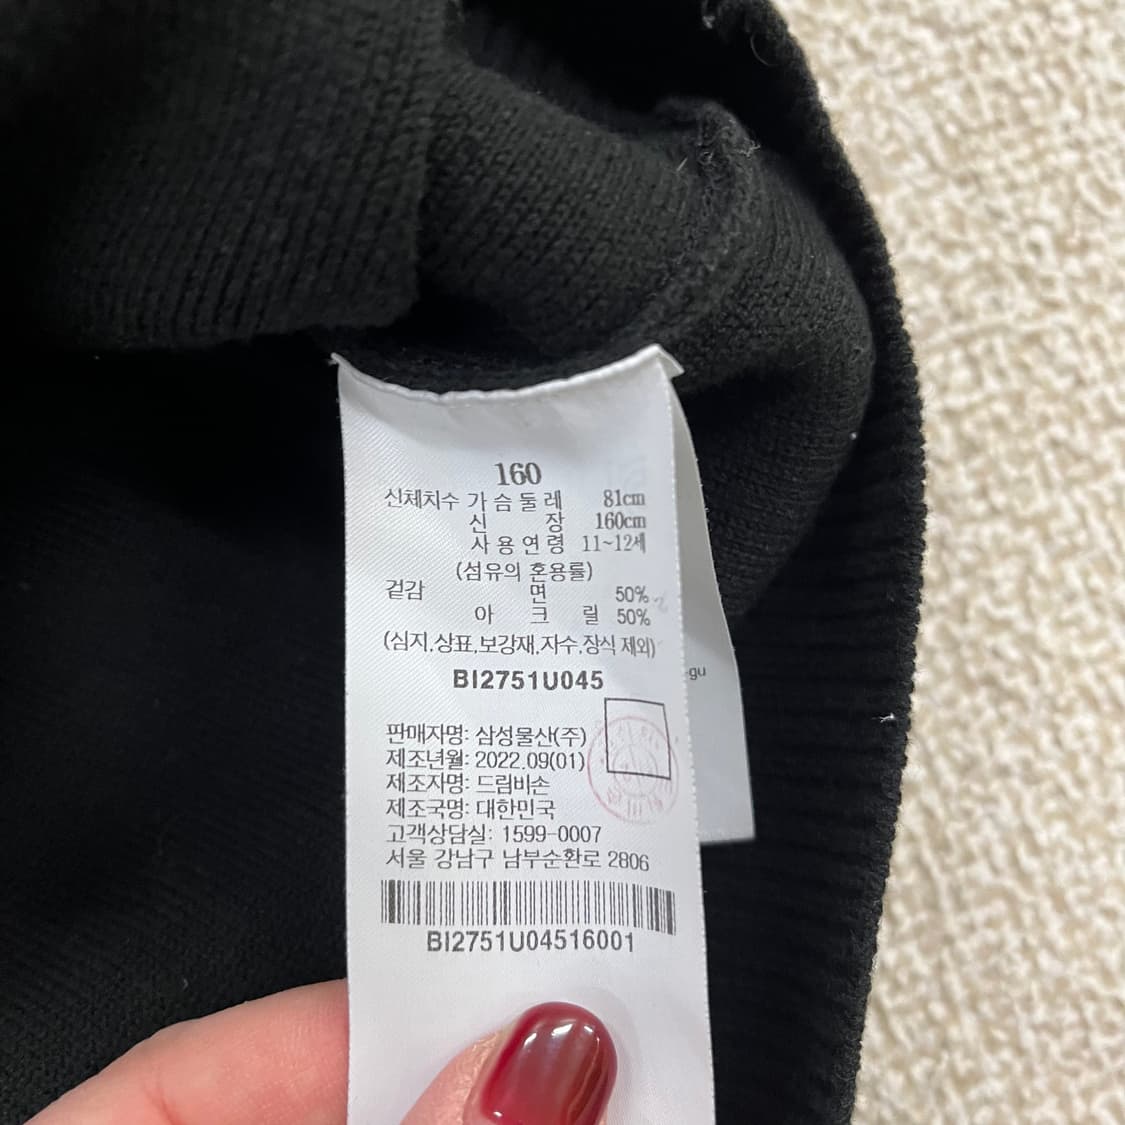 160
신체치수 가슴둘레 81cm
신 장 160cm
사용연령 11~12세
(섬유의 혼용률)
겉감 면 50%
아 크 릴 50%
(심지,상표,보강재,자수,장식 제외)
BI2751U045
-gu
판매자명: 삼성물산(주)
제조년월: 2022.09(01)
제조자명: 드림비손
제조국명: 대한민국
고객상담실: 1599-0007
서울 강남구 남부순환로 2806
BI2751U04516001